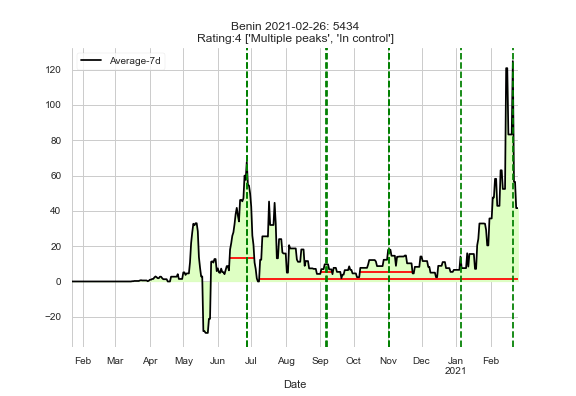 Benin 2021-02-26: 5434
Rating:4 ['Multiple peaks', 'In control']
Average-7d
120
100
80
60
40
20
0
−20
Feb Mar Apr May Jun Jul Aug Sep Oct Nov Dec Jan Feb
2021
Date